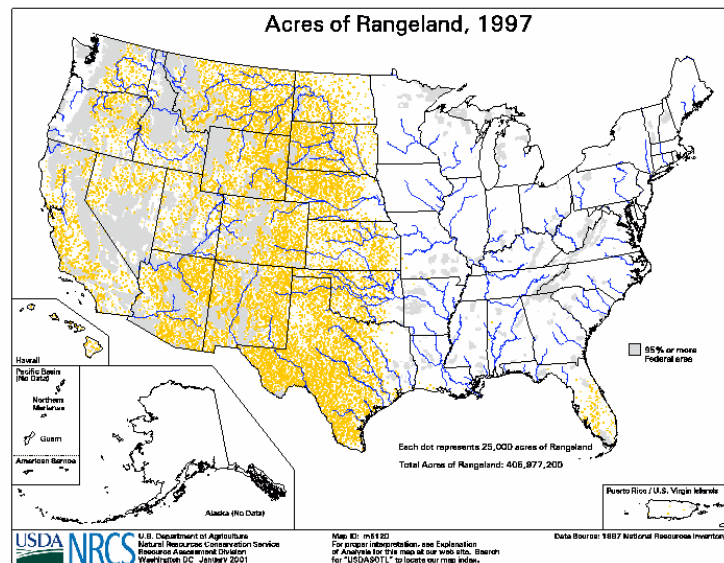 Acres of Rangeland, 1997
Hawaii
Pacific Basin
(No Data)
Northern
Marianas
Guam
American Samoa
Alaska (No Data)
95% or more
Federal area
Each dot represents 25,000 acres of Rangeland
Total Acres of Rangeland: 405,977,200
Puerto Rico / U.S. Virgin Islands
USDA NRCS
U.S. Department of Agriculture
Natural Resources Conservation Service
Resource Assessment Division
Washington DC January 2001
Map ID: m5120
For proper interpretation, see Explanation
of Analysis for this map at our web site. Search
for "USDASOTL" to locate our map index.
Data Source: 1997 National Resources Inventory